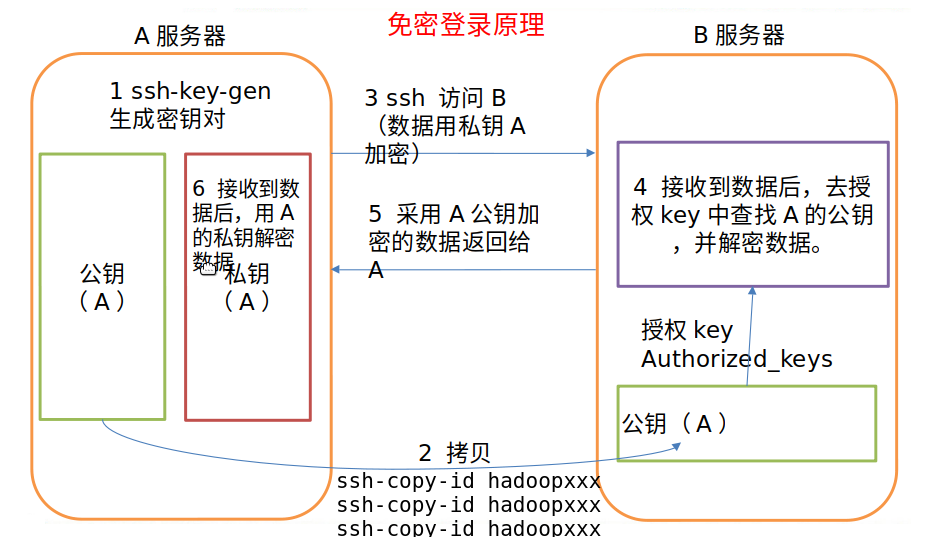 免密登录原理
A 服务器
B 服务器
1 ssh-key-gen
生成密钥对
3 ssh 访问 B
（数据用私钥 A
加密）
6 接收到数
据后，用 A
的私钥解密
数据
公钥
（ A ）
私钥
（ A ）
5 采用 A 公钥加
密的数据返回给
A
4 接收到数据后，去授
权 key 中查找 A 的公钥
，并解密数据。
授权 key
Authorized_keys
公钥（ A ）
2 拷贝
ssh-copy-id hadoopxxx
ssh-copy-id hadoopxxx
ssh-copy-id hadoopxxx